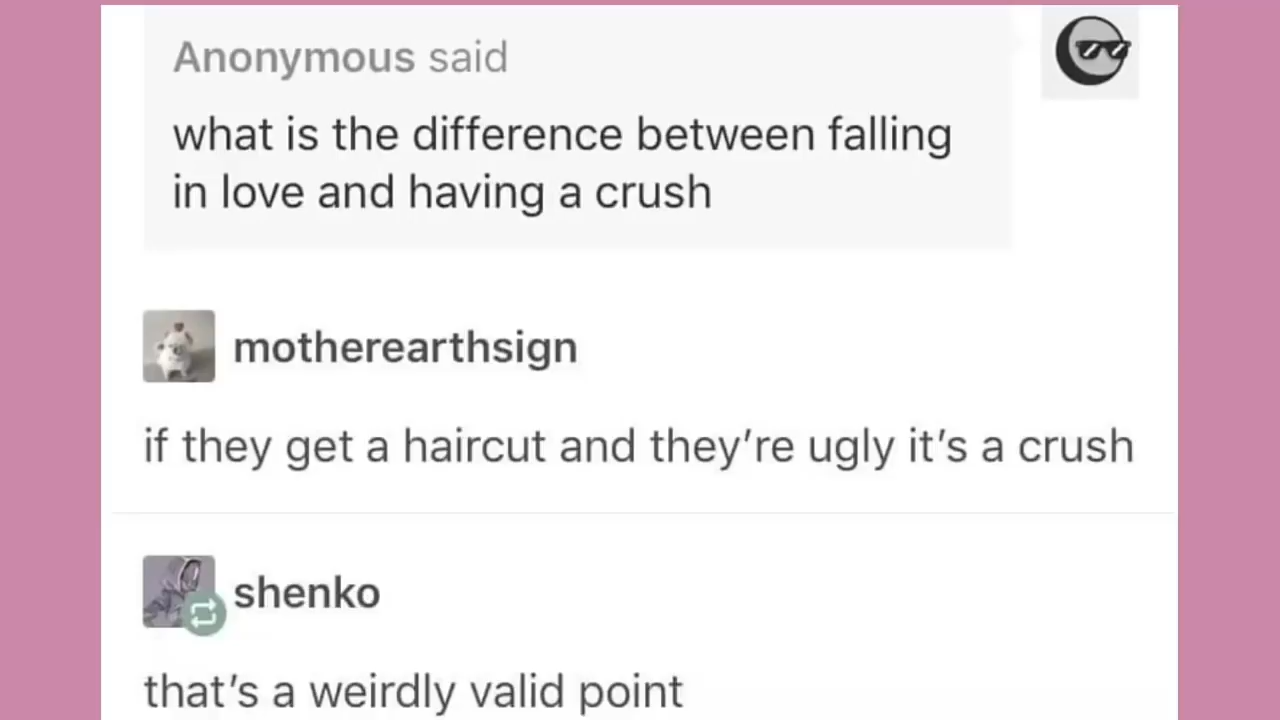 Anonymous said
what is the difference between falling
in love and having a crush
motherearthsign
if they get a haircut and they’re ugly it’s a crush
shenko
that’s a weirdly valid point